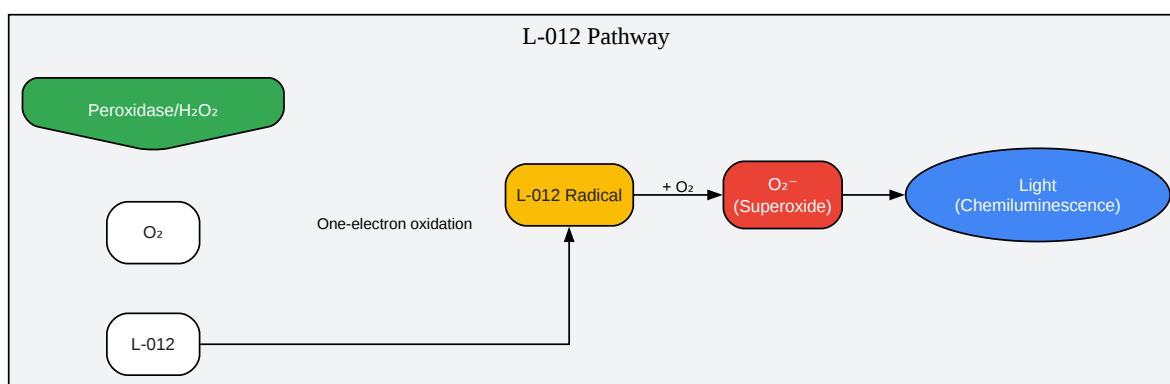 L-012 Pathway
Peroxidase/H₂O₂
L-012 Radical
+ O₂
O₂⁻
(Superoxide)
Light
(Chemiluminescence)
O₂
One-electron oxidation
L-012